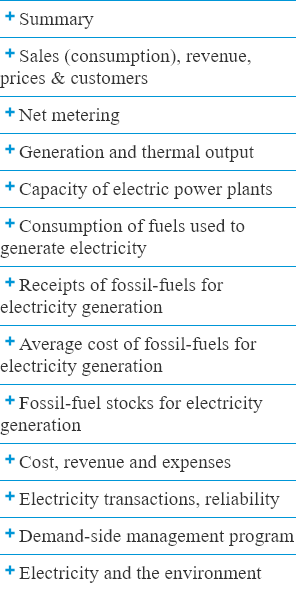 + Summary
+ Sales (consumption), revenue,
prices & customers
+ Net metering
+ Generation and thermal output
+ Capacity of electric power plants
+ Consumption of fuels used to
generate electricity
+ Receipts of fossil-fuels for
electricity generation
+ Average cost of fossil-fuels for
electricity generation
+ Fossil-fuel stocks for electricity
generation
+ Cost, revenue and expenses
+ Electricity transactions, reliability
+ Demand-side management program
+ Electricity and the environment